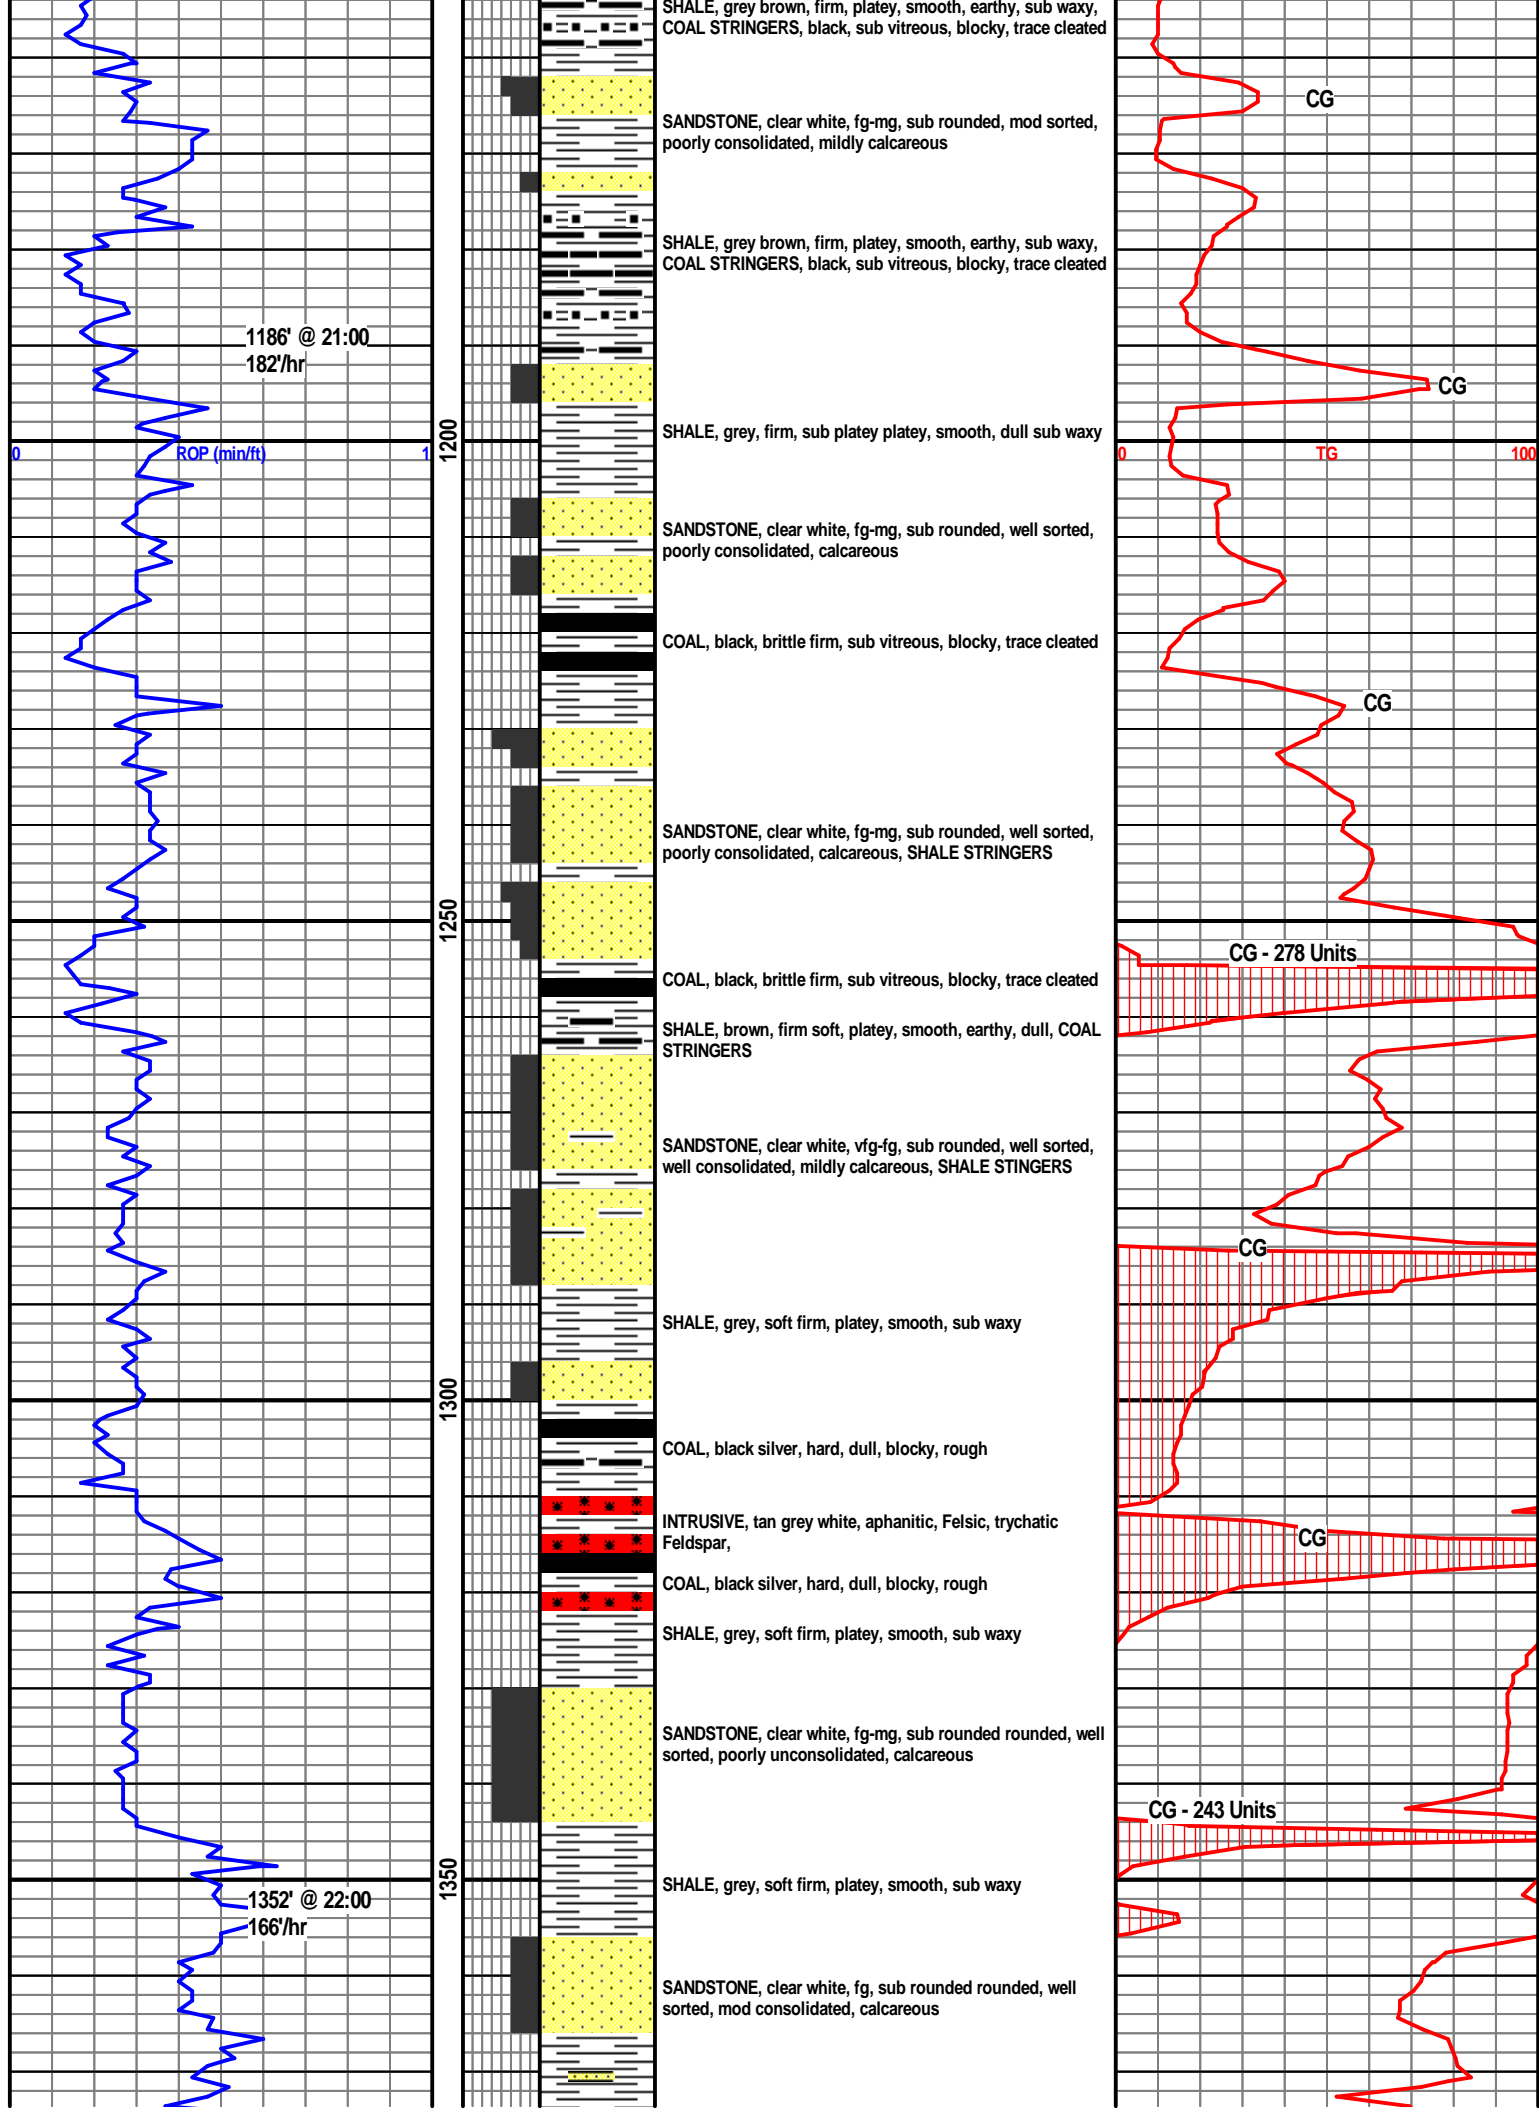 SHALE, grey brown, firm, platey, smooth, earthy, sub waxy,
COAL STRINGERS, black, sub vitreous, blocky, trace cleated
CG
SANDSTONE, clear white, fg-mg, sub rounded, mod sorted,
poorly consolidated, mildly calcareous
SHALE, grey brown, firm, platey, smooth, earthy, sub waxy,
COAL STRINGERS, black, sub vitreous, blocky, trace cleated
1186' @ 21:00
182'/hr
CG
SHALE, grey, firm, sub platey platey, smooth, dull sub waxy
0 ROP (min/ft) 1
1200
0 TG 100
SANDSTONE, clear white, fg-mg, sub rounded, well sorted,
poorly consolidated, calcareous
COAL, black, brittle firm, sub vitreous, blocky, trace cleated
CG
SANDSTONE, clear white, fg-mg, sub rounded, well sorted,
poorly consolidated, calcareous, SHALE STRINGERS
1250
CG - 278 Units
COAL, black, brittle firm, sub vitreous, blocky, trace cleated
SHALE, brown, firm soft, platey, smooth, earthy, dull, COAL
STRINGERS
SANDSTONE, clear white, vfg-fg, sub rounded, well sorted,
well consolidated, mildly calcareous, SHALE STINGERS
CG
SHALE, grey, soft firm, platey, smooth, sub waxy
1300
COAL, black silver, hard, dull, blocky, rough
INTRUSIVE, tan grey white, aphanitic, Felsic, trychatic
Feldspar,
CG
COAL, black silver, hard, dull, blocky, rough
SHALE, grey, soft firm, platey, smooth, sub waxy
SANDSTONE, clear white, fg-mg, sub rounded rounded, well
sorted, poorly unconsolidated, calcareous
CG - 243 Units
1350
SHALE, grey, soft firm, platey, smooth, sub waxy
1352' @ 22:00
166'/hr
SANDSTONE, clear white, fg, sub rounded rounded, well
sorted, mod consolidated, calcareous